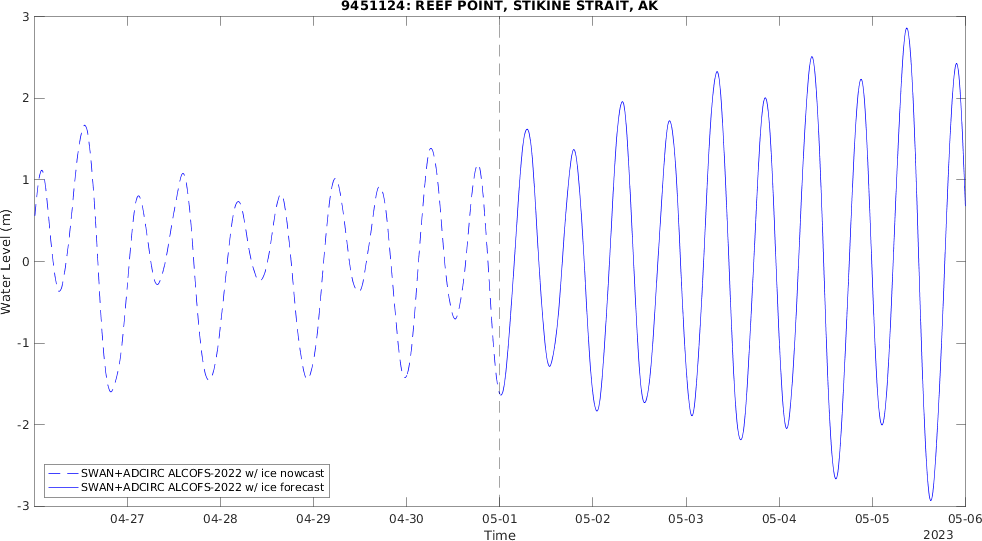 9451124: REEF POINT, STIKINE STRAIT, AK
3
2
1
0
-1
-2
-3
Water Level (m)
SWAN+ADCIRC ALCOFS-2022 w/ ice nowcast
SWAN+ADCIRC ALCOFS-2022 w/ ice forecast
04-27 04-28 04-29 04-30 05-01 05-02 05-03 05-04 05-05 05-06
Time
2023